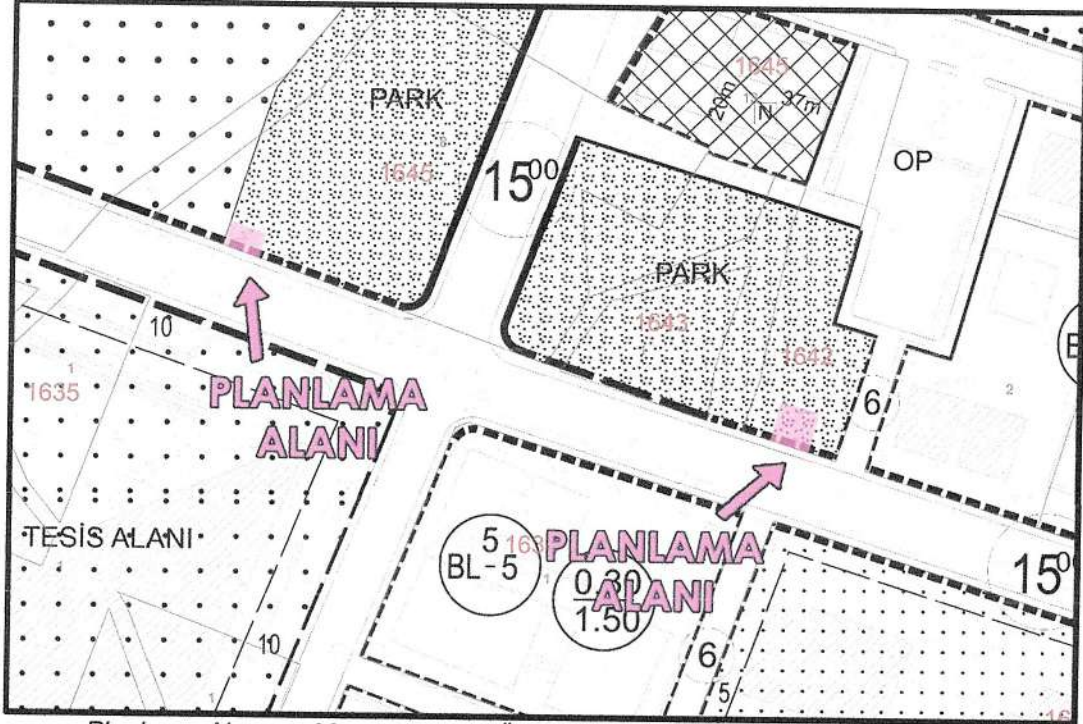 PARK
1645
15⁰⁰
1645
20m
N
37m
OP
PARK
1643
1642
6
2
10
1
1635
PLANLAMA
ALANI
TESİS ALANI
10
5
BL-5
0.30
1.50
PLANLAMA
ALANI
6
5